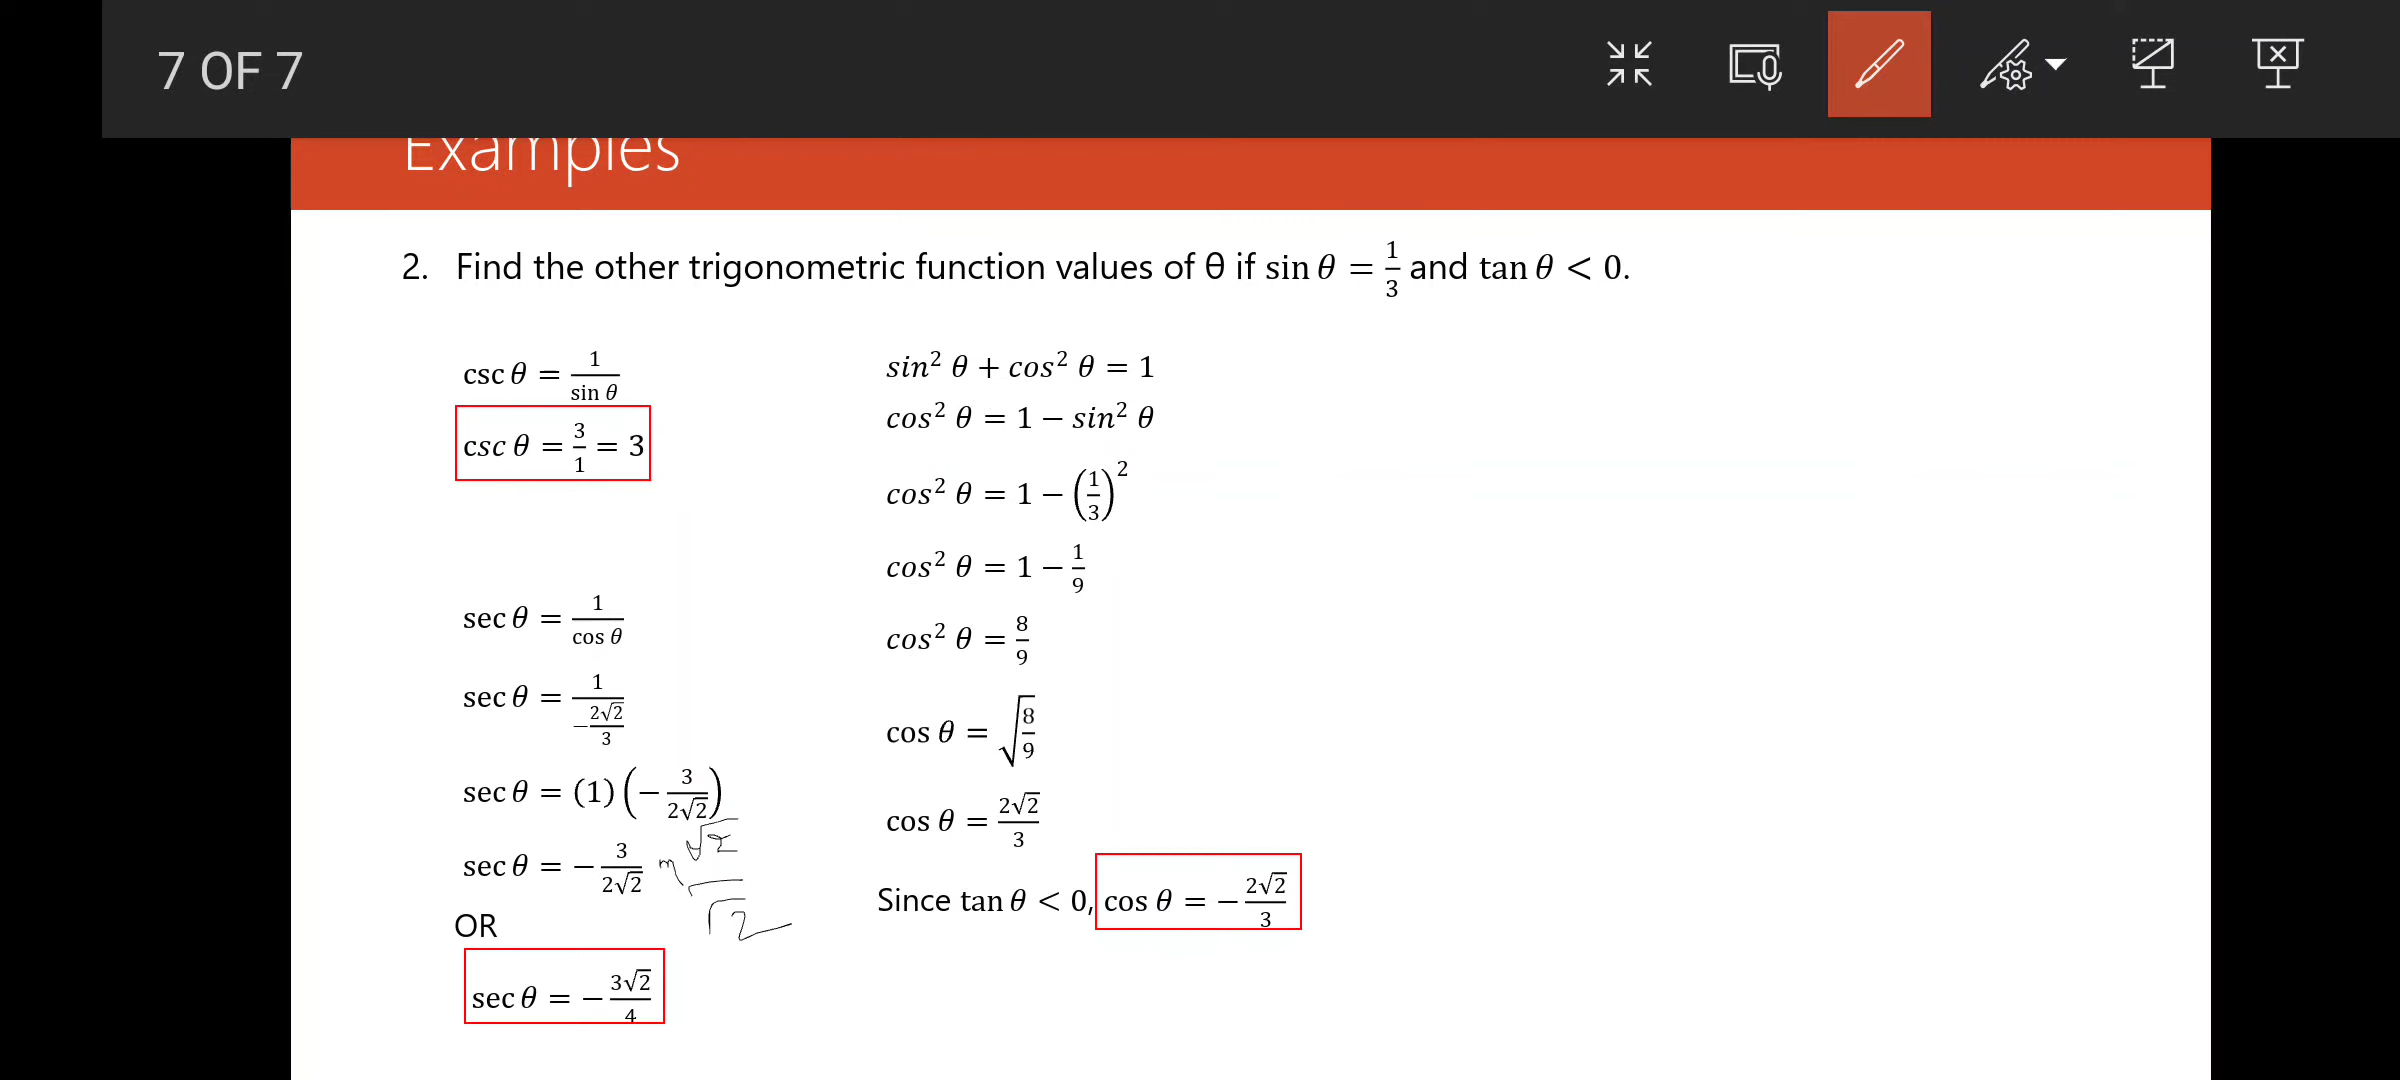 7 OF 7
Examples
2. Find the other trigonometric function values of θ if sin θ = 1/3 and tan θ < 0.
csc θ = 1/sin θ
csc θ = 3/1 = 3
sec θ = 1/cos θ
sec θ = 1/(−2√2/3)
sec θ = (1)(−3/2√2)
sec θ = −3/2√2 √2/√2
OR
sec θ = −3√2/4
sin² θ + cos² θ = 1
cos² θ = 1 − sin² θ
cos² θ = 1 − (1/3)²
cos² θ = 1 − 1/9
cos² θ = 8/9
cos θ = √(8/9)
cos θ = 2√2/3
Since tan θ < 0, cos θ = −2√2/3